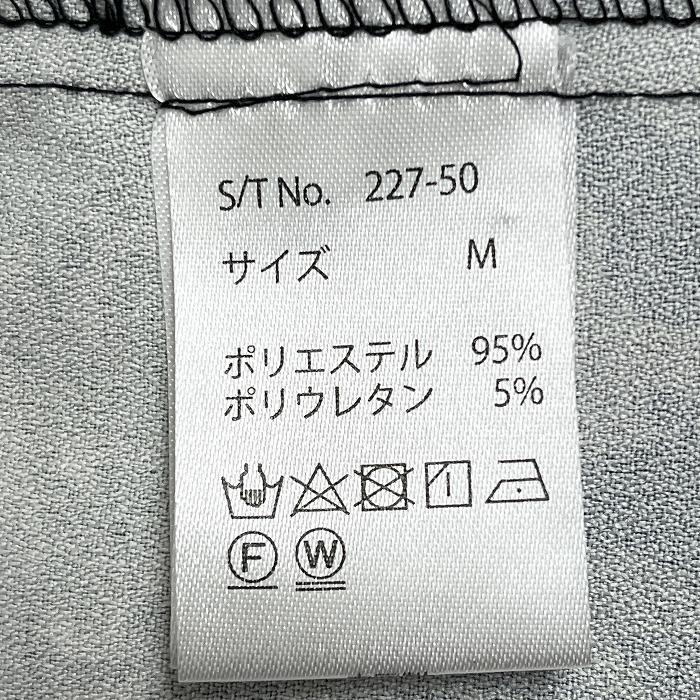 S/T No. 227-50
サイズ M
ポリエステル 95%
ポリウレタン 5%
F W